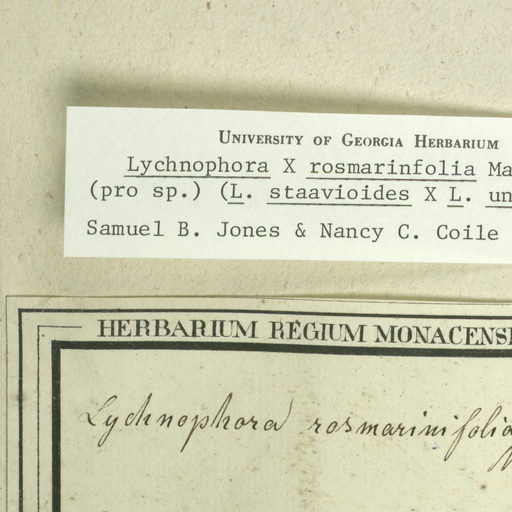 UNIVERSITY OF GEORGIA HERBARIUM
Lychnophora X rosmarinfolia Ma
(pro sp.) (L. staavioides X L. un
Samuel B. Jones & Nancy C. Coile
HERBARIUM REGIUM MONACENS
Lychnophora rosmarinifolia